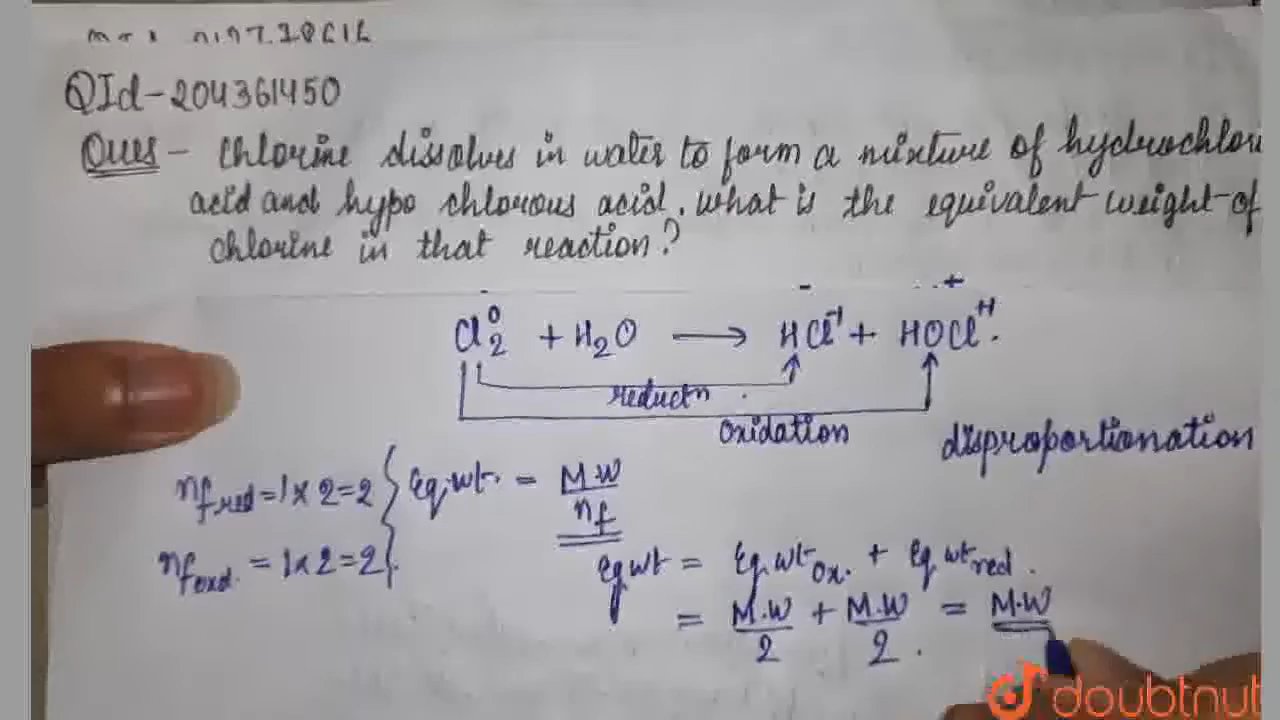 QId-204361450
Ques - Chlorine dissolves in water to form a mixture of hydrochlori
acid and hypo chlorous acid. what is the equivalent weight of
chlorine in that reaction?
Cl₂⁰ + H₂O ⟶ HCl⁻¹ + HOCl⁺¹.
reductn
oxidation
disproportionation
nf red = 1 x 2 = 2
nf oxd. = 1 x 2 = 2
Eq.wt. = M.W / nf
eq wt = Eq.wt ox. + Eq wt red.
= M.W / 2 + M.W / 2 . = M.W
doubtnut